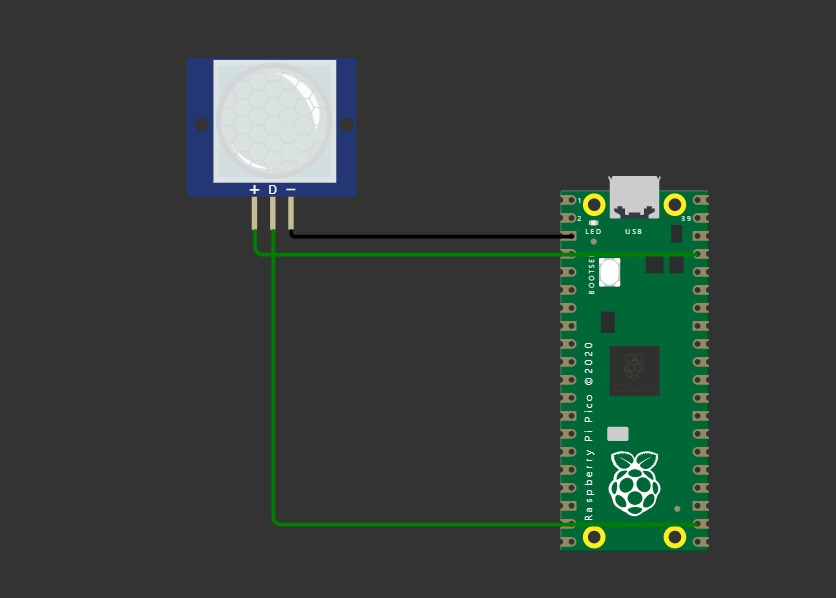 + D −
1
2
39
LED
USB
BOOTSEL
Raspberry Pi Pico ©2020